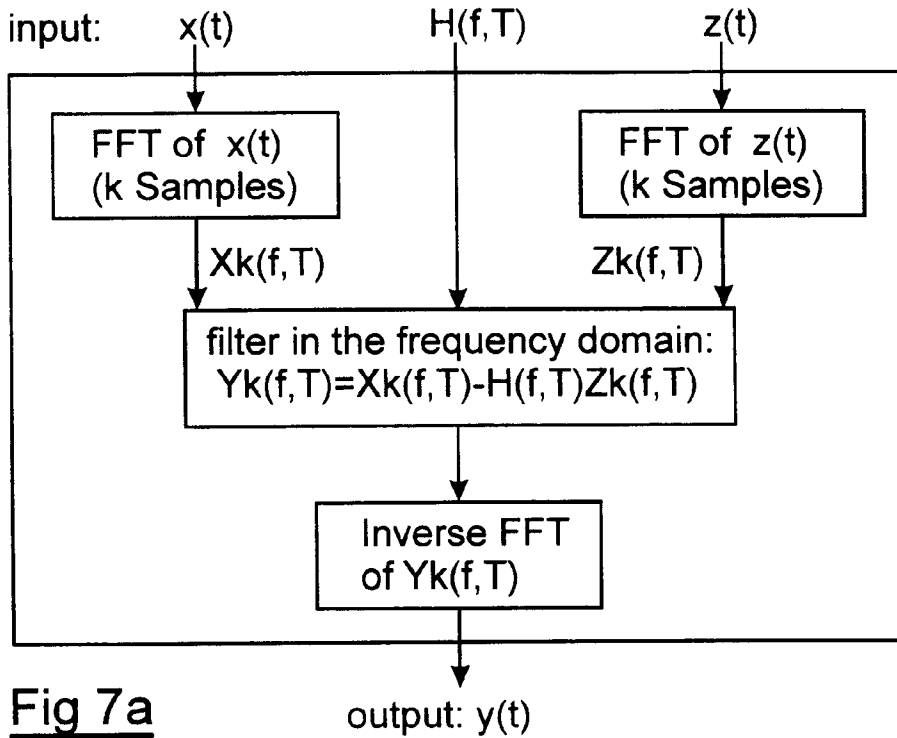 input: x(t) H(f,T) z(t)
FFT of x(t)
(k Samples)
FFT of z(t)
(k Samples)
Xk(f,T)
Zk(f,T)
filter in the frequency domain:
Yk(f,T)=Xk(f,T)-H(f,T)Zk(f,T)
Inverse FFT
of Yk(f,T)
Fig 7a
output: y(t)